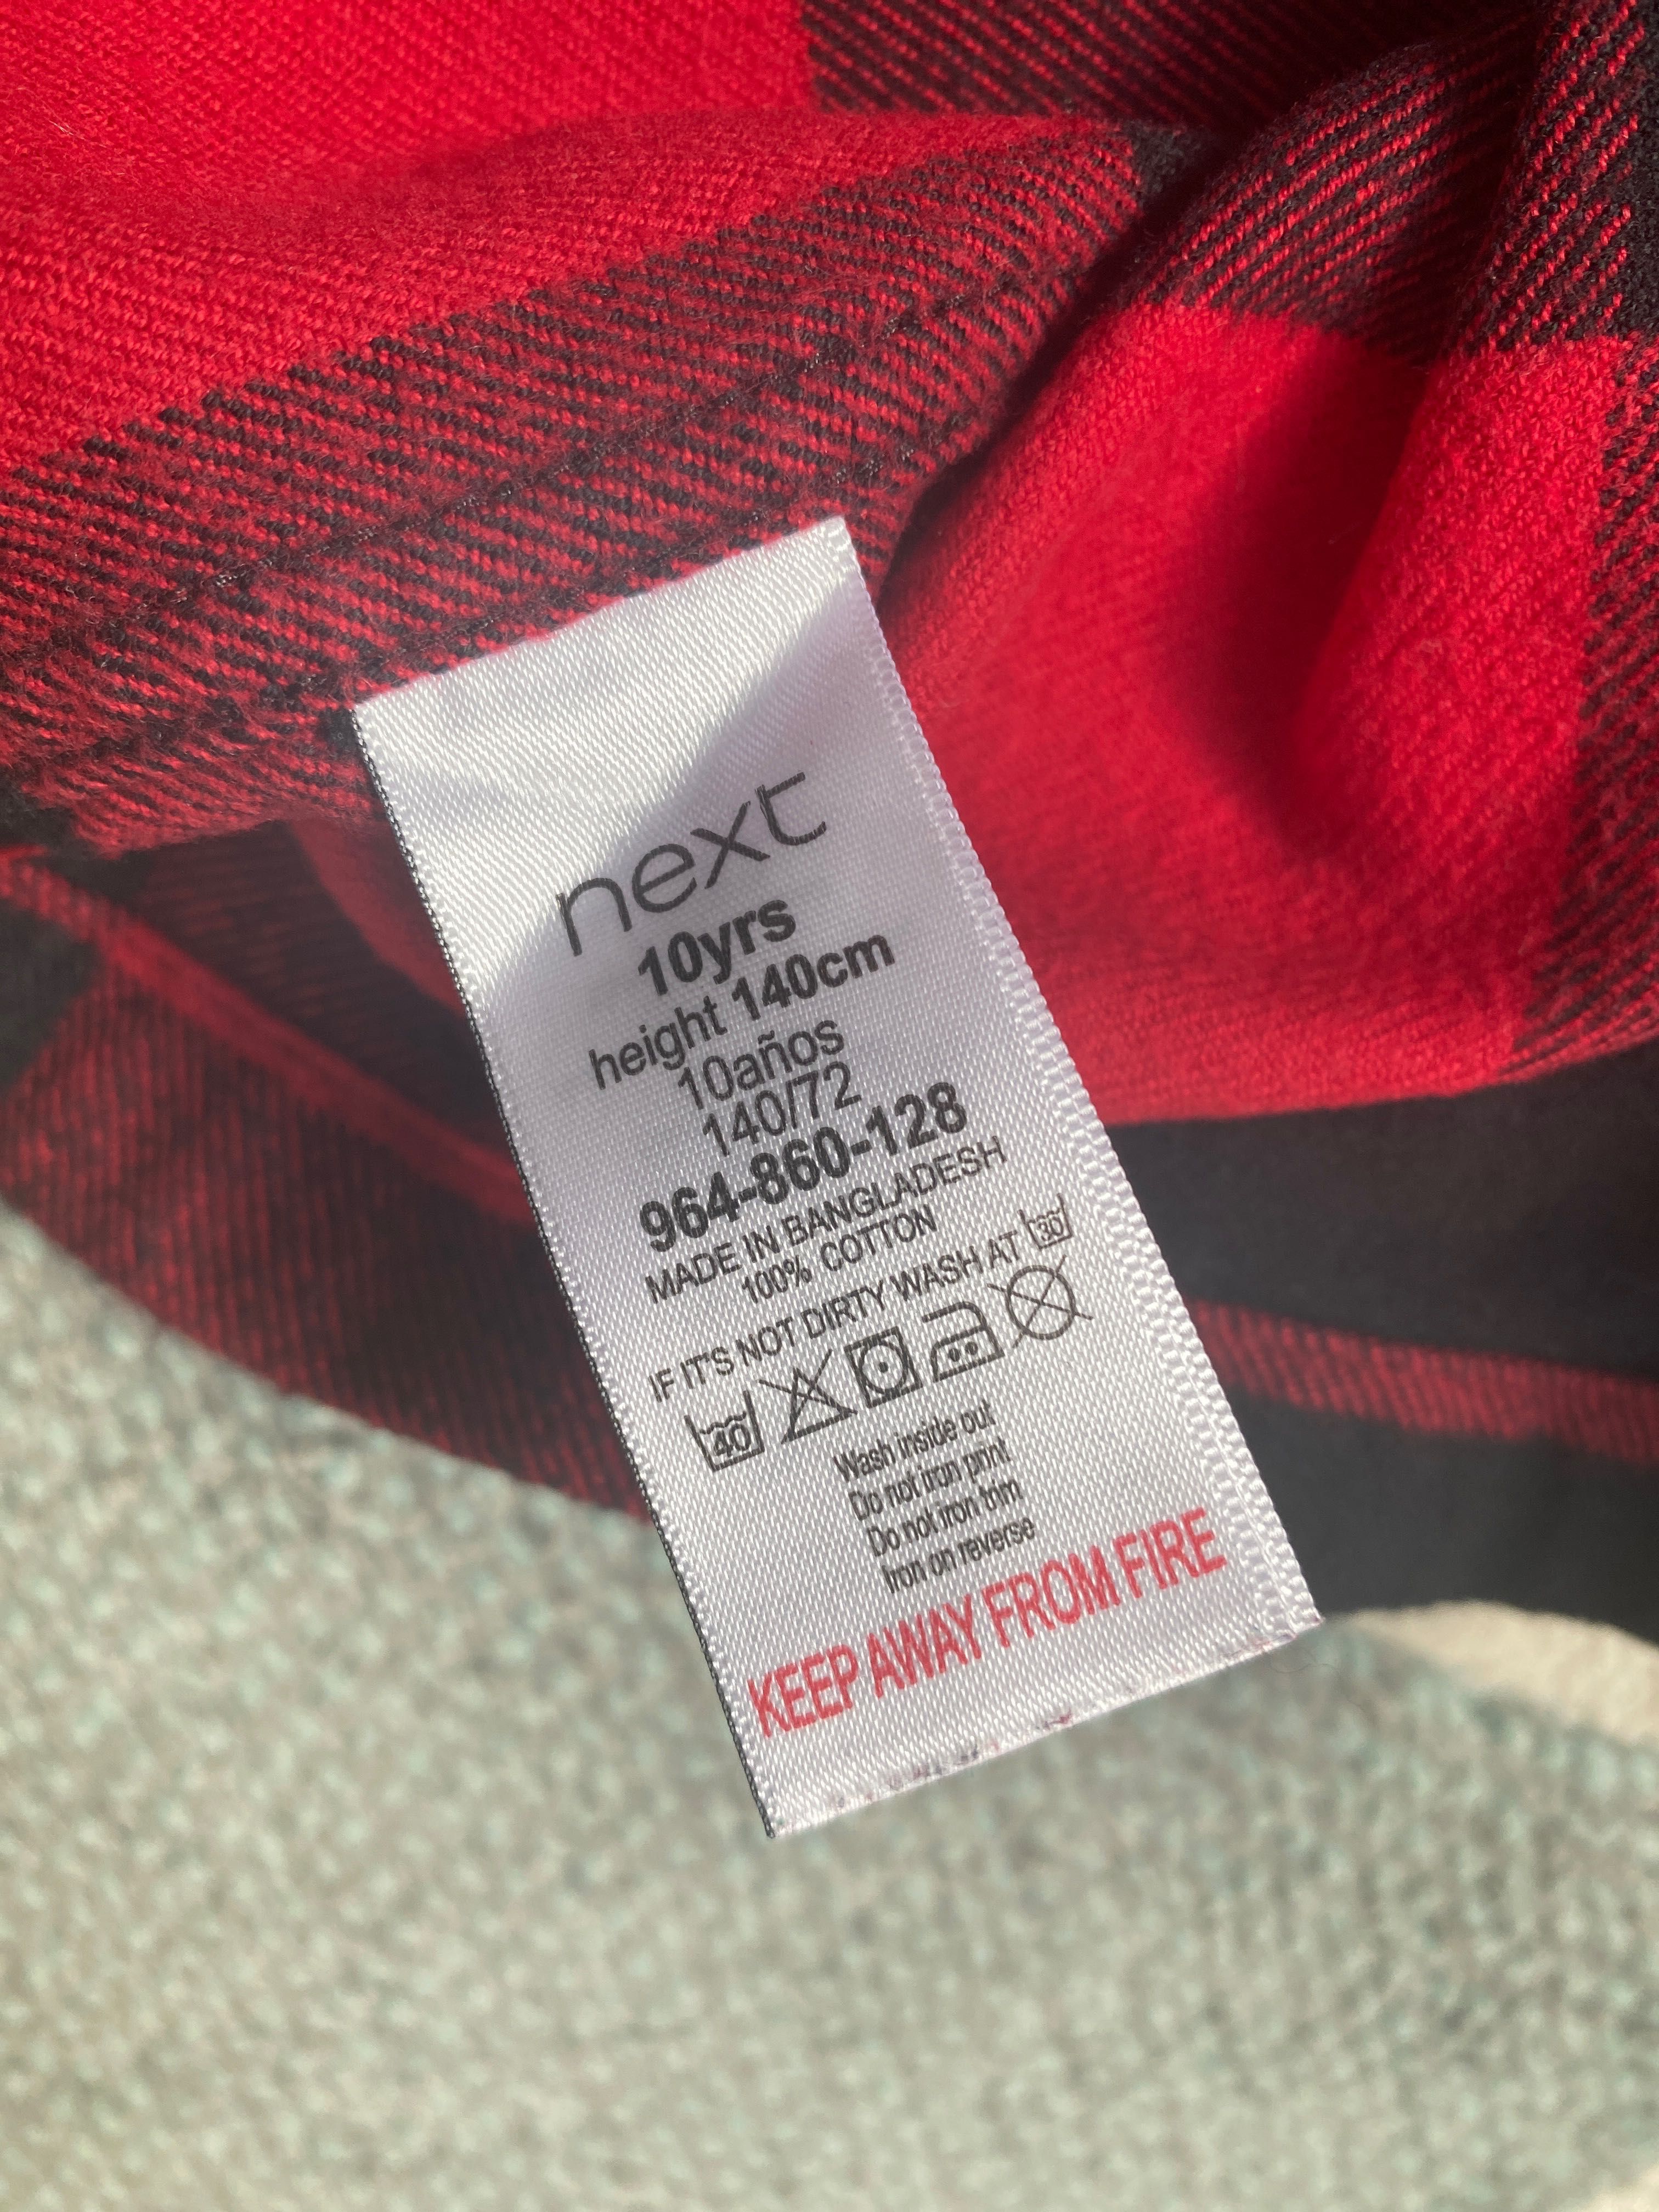 next
10yrs
height 140cm
10años
140/72
964-860-128
MADE IN BANGLADESH
100% COTTON
IF IT'S NOT DIRTY WASH AT 30
40
Wash inside out
Do not iron print
Do not iron trim
Iron on reverse
KEEP AWAY FROM FIRE